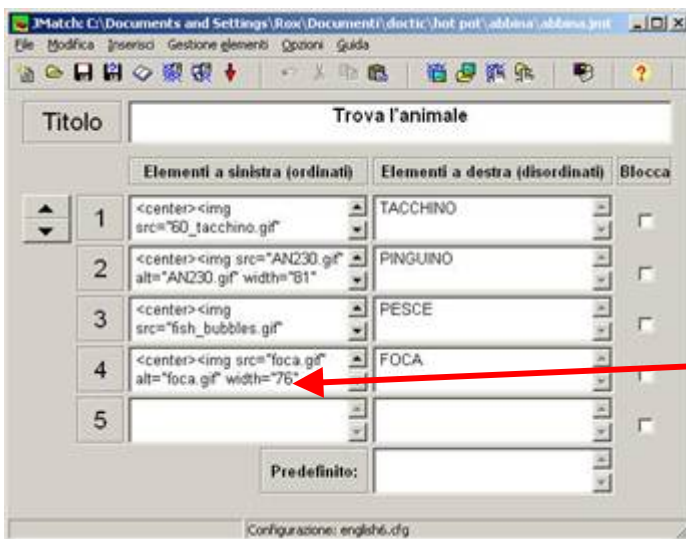 JMatch: C:\Documents and Settings\Rox\Documenti\doctic\hot pot\abbina\abbina.jmt
File Modifica Inserisci Gestione elementi Opzioni Guida
Titolo
Trova l'animale
Elementi a sinistra (ordinati) Elementi a destra (disordinati) Blocca
1
<center><img
src="60_tacchino.gif"
TACCHINO
2
<center><img src="AN230.gif"
alt="AN230.gif" width="81"
PINGUINO
3
<center><img
src="fish_bubbles.gif"
PESCE
4
<center><img src="foca.gif"
alt="foca.gif" width="76"
FOCA
5
Predefinito:
Configurazione: english6.cfg